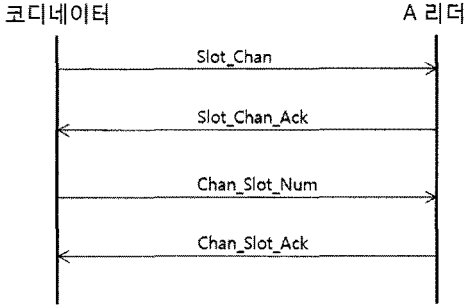 코디네이터 A 리더
Slot_Chan
Slot_Chan_Ack
Chan_Slot_Num
Chan_Slot_Ack